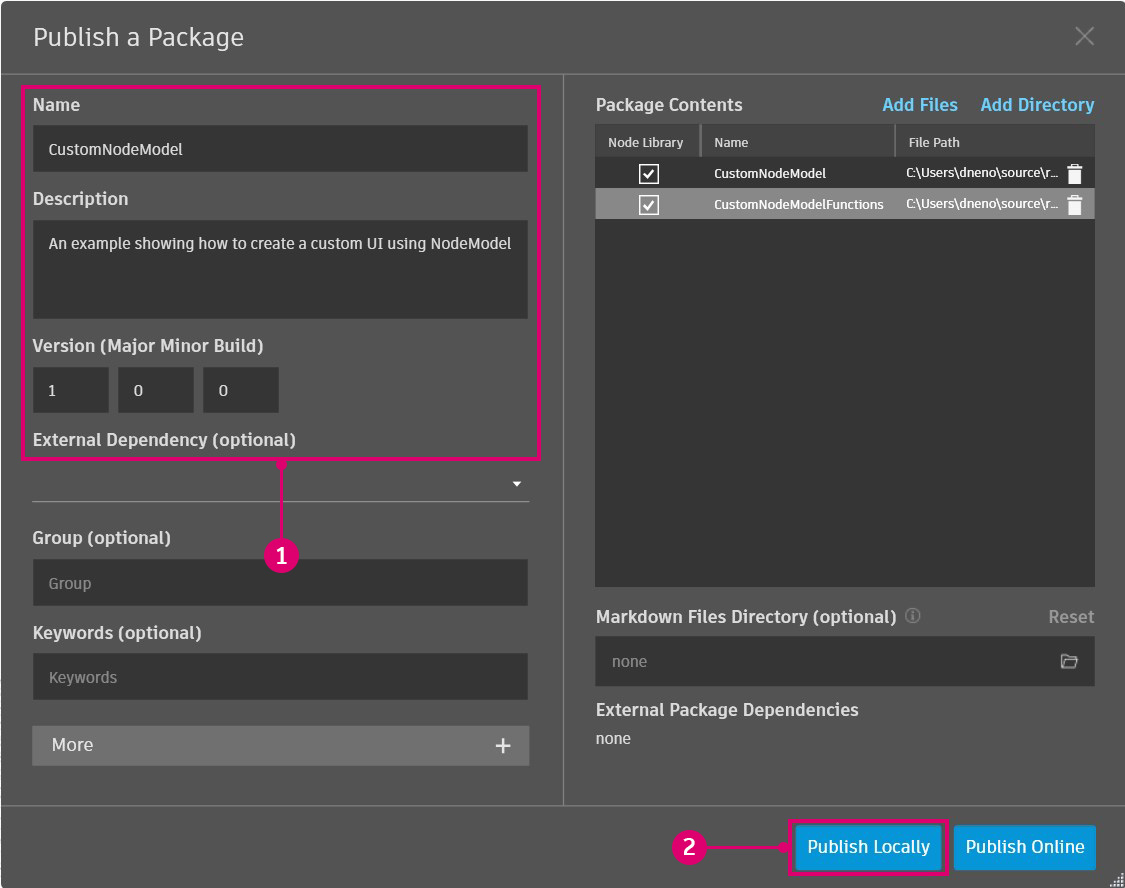 Publish a Package
Name
CustomNodeModel
Description
An example showing how to create a custom UI using NodeModel
Version (Major Minor Build)
1 0 0
External Dependency (optional)
1
Group (optional)
Group
Keywords (optional)
Keywords
More +
Package Contents Add Files Add Directory
Node Library Name File Path
CustomNodeModel C:\Users\dneno\source\r...
CustomNodeModelFunctions C:\Users\dneno\source\r...
Markdown Files Directory (optional) Reset
none
External Package Dependencies
none
2 Publish Locally Publish Online